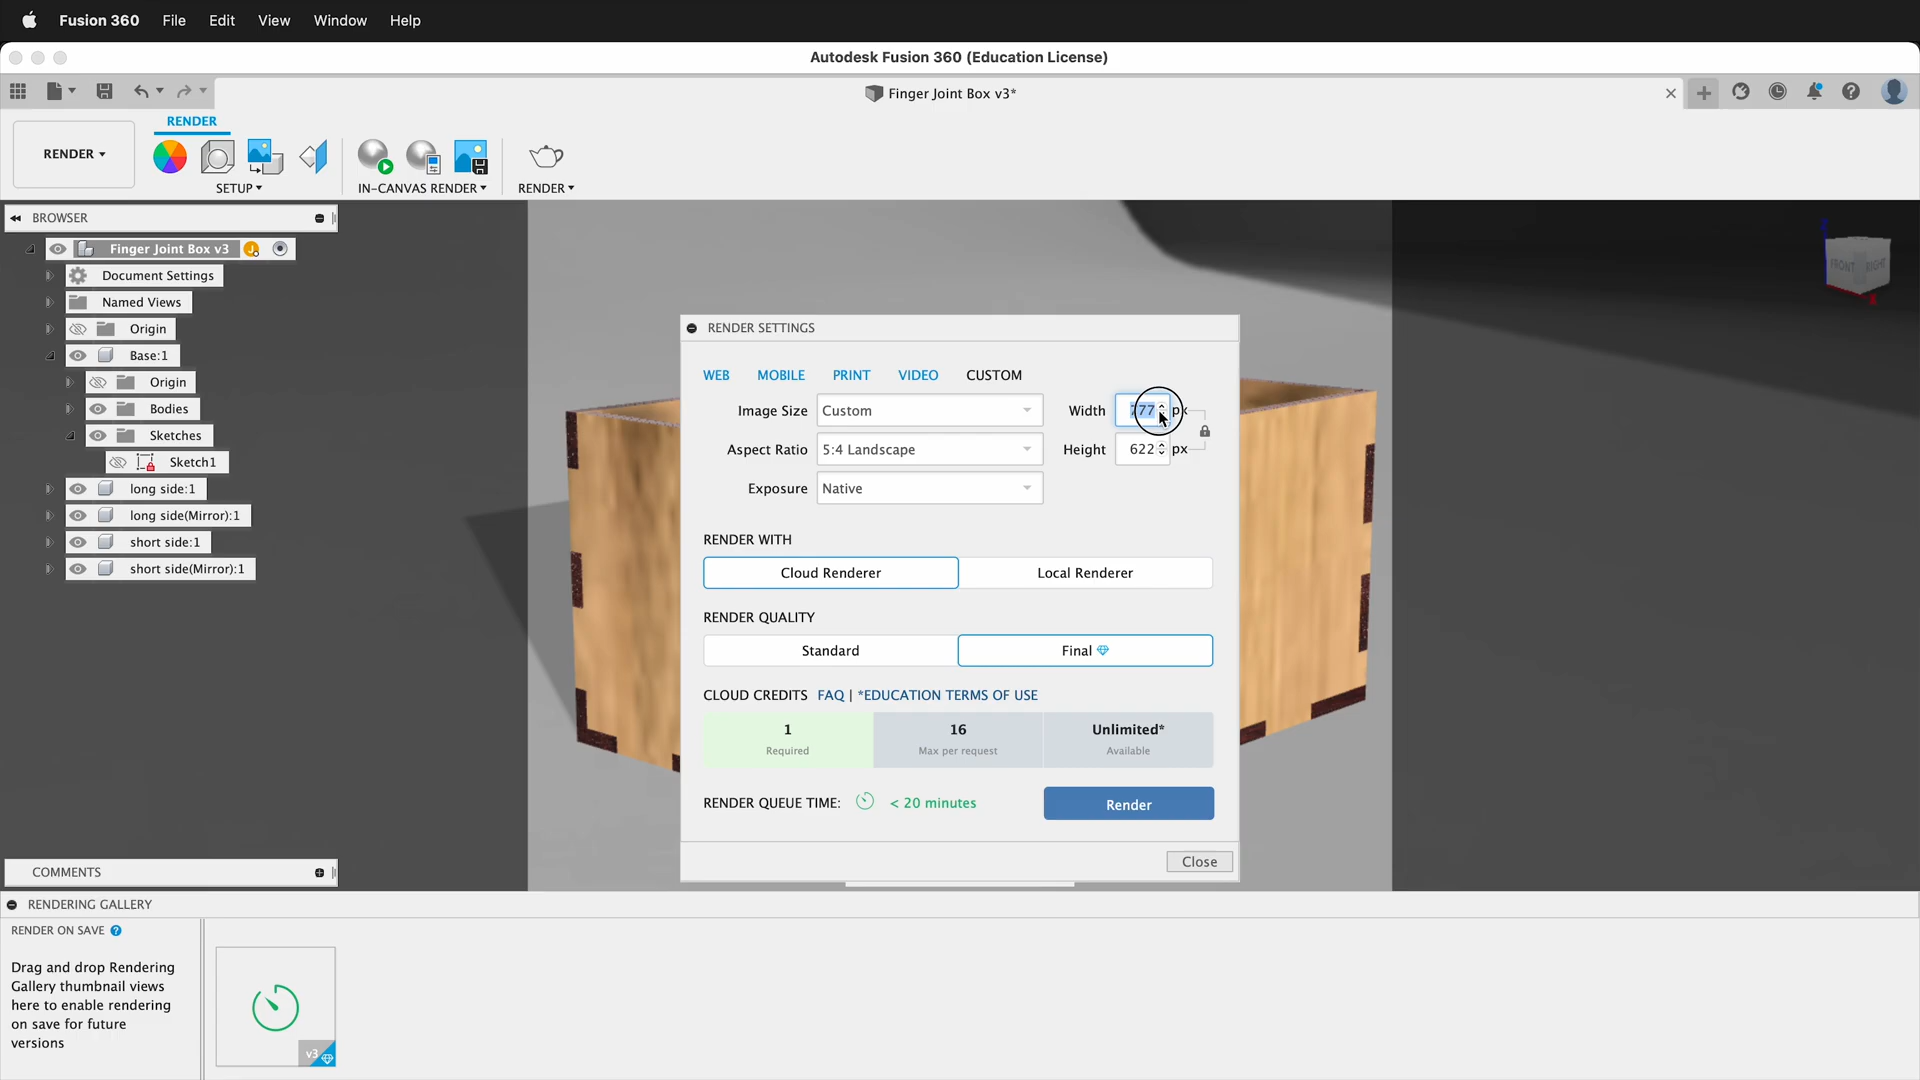 Fusion 360 File Edit View Window Help
Autodesk Fusion 360 (Education License)
Finger Joint Box v3*
RENDER
RENDER
SETUP IN-CANVAS RENDER RENDER
BROWSER
Finger Joint Box v3
Document Settings
Named Views
Origin
Base:1
Origin
Bodies
Sketches
Sketch1
long side:1
long side(Mirror):1
short side:1
short side(Mirror):1
COMMENTS
FRONT RIGHT
RENDER SETTINGS
WEB MOBILE PRINT VIDEO CUSTOM
Image Size Custom Width 777 px
Aspect Ratio 5:4 Landscape Height 622 px
Exposure Native
RENDER WITH
Cloud Renderer Local Renderer
RENDER QUALITY
Standard Final
CLOUD CREDITS FAQ | *EDUCATION TERMS OF USE
1 16 Unlimited*
Required Max per request Available
RENDER QUEUE TIME: < 20 minutes Render
Close
RENDERING GALLERY
RENDER ON SAVE
Drag and drop Rendering
Gallery thumbnail views
here to enable rendering
on save for future
versions
v3